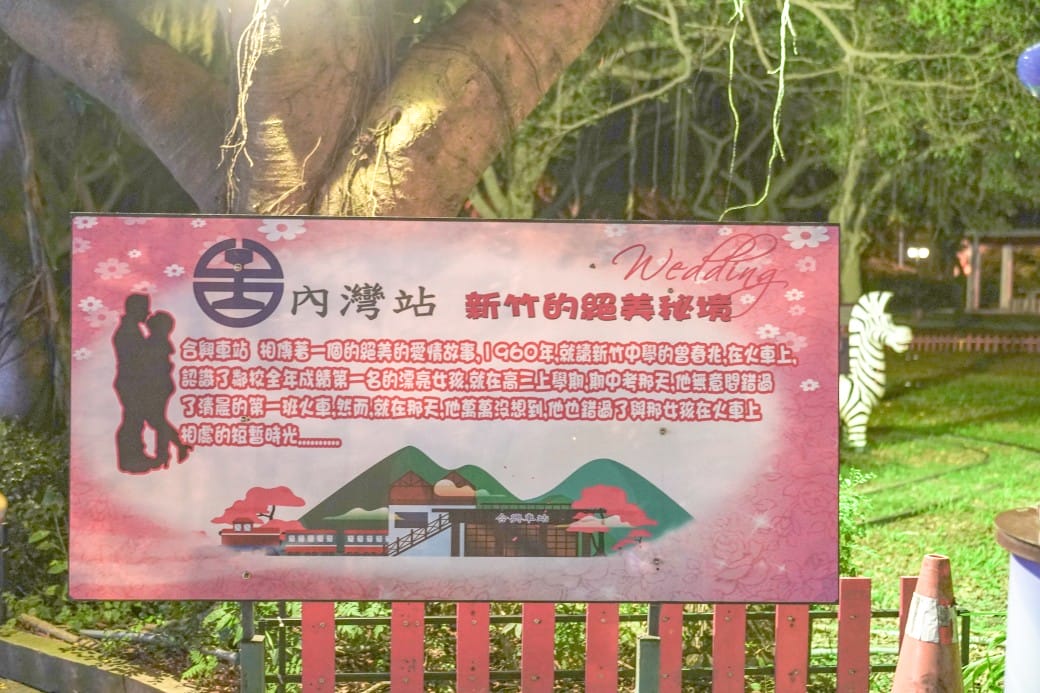 Wedding
內灣站 新竹的絕美秘境
合興車站 相傳著一個的絕美的愛情故事,1960年,就讀新竹中學的曾春兆,在火車上,
認識了鄰校全年成績第一名的漂亮女孩,就在高三上學期,期中考那天,他無意間錯過
了清晨的第一班火車,然而,就在那天,他萬萬沒想到,他也錯過了與那女孩在火車上
相處的短暫時光..........
合興車站